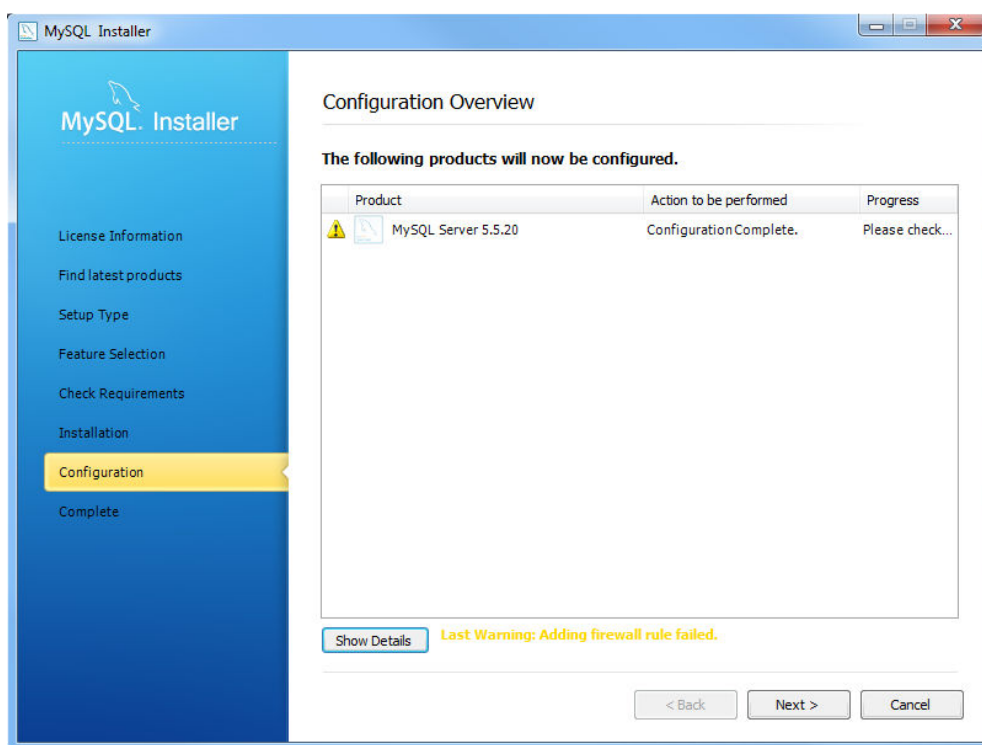 MySQL Installer
MySQL. Installer
License Information
Find latest products
Setup Type
Feature Selection
Check Requirements
Installation
Configuration
Complete
Configuration Overview
The following products will now be configured.
Product Action to be performed Progress
MySQL Server 5.5.20 Configuration Complete. Please check...
Show Details Last Warning: Adding firewall rule failed.
< Back Next > Cancel